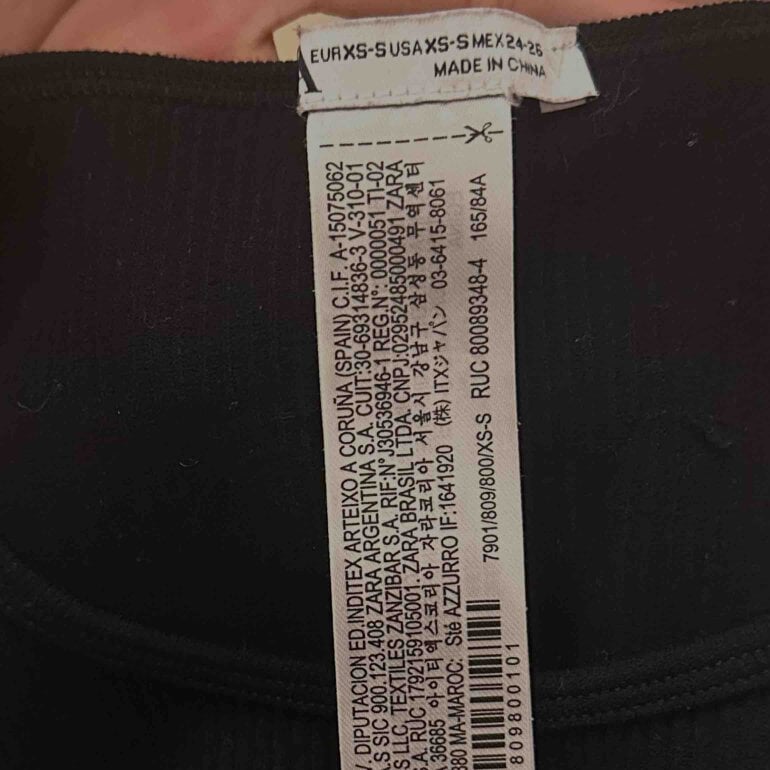 EUR XS-S USA XS-S MEX 24-26
MADE IN CHINA
. DIPUTACION ED.INDITEX ARTEIXO A CORUÑA (SPAIN) C.I.F. A-15075062
S SIC 900.123.408 ZARA ARGENTINA S.A. CUIT:30-69314836-3 V-310-01
S LLC. TEXTILES ZANZIBAR S.A. RIF:N°J30536946-1 REG.N°: 0000051 TI-02
.A. RUC 1792159105001. ZARA BRASIL LTDA. CNPJ:02952485000491 ZARA
36685 아이티엑스코리아 자라코리아 서울시 강남구 삼성동 무역센터
880 MA-MAROC: Sté AZZURRO IF:1641920 (株) ITXジャパン 03-6415-8061
7901/809/800/XS-S RUC 80089348-4 165/84A
809800101